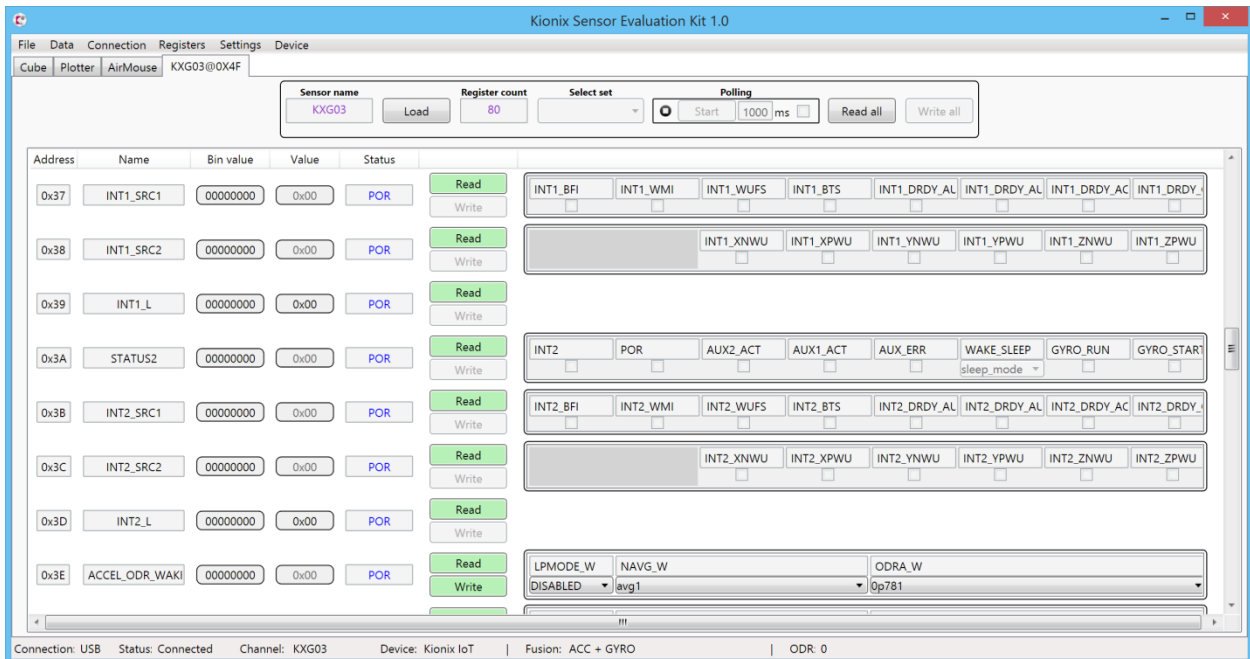 Kionix Sensor Evaluation Kit 1.0
File Data Connection Registers Settings Device
Cube Plotter AirMouse KXG03@0X4F
Sensor name Register count Select set Polling
KXG03 Load 80 Start 1000 ms Read all Write all
Address Name Bin value Value Status
0x37 INT1_SRC1 00000000 0x00 POR Read Write INT1_BFI INT1_WMI INT1_WUFS INT1_BTS INT1_DRDY_AU INT1_DRDY_AU INT1_DRDY_AC INT1_DRDY_
0x38 INT1_SRC2 00000000 0x00 POR Read Write INT1_XNWU INT1_XPWU INT1_YNWU INT1_YPWU INT1_ZNWU INT1_ZPWU
0x39 INT1_L 00000000 0x00 POR Read Write
0x3A STATUS2 00000000 0x00 POR Read Write INT2 POR AUX2_ACT AUX1_ACT AUX_ERR WAKE_SLEEP sleep_mode GYRO_RUN GYRO_START
0x3B INT2_SRC1 00000000 0x00 POR Read Write INT2_BFI INT2_WMI INT2_WUFS INT2_BTS INT2_DRDY_AU INT2_DRDY_AU INT2_DRDY_AC INT2_DRDY_
0x3C INT2_SRC2 00000000 0x00 POR Read Write INT2_XNWU INT2_XPWU INT2_YNWU INT2_YPWU INT2_ZNWU INT2_ZPWU
0x3D INT2_L 00000000 0x00 POR Read Write
0x3E ACCEL_ODR_WAKI 00000000 0x00 POR Read Write LPMODE_W DISABLED NAVG_W avg1 ODRA_W 0p781
Connection: USB Status: Connected Channel: KXG03 Device: Kionix IoT | Fusion: ACC + GYRO | ODR: 0